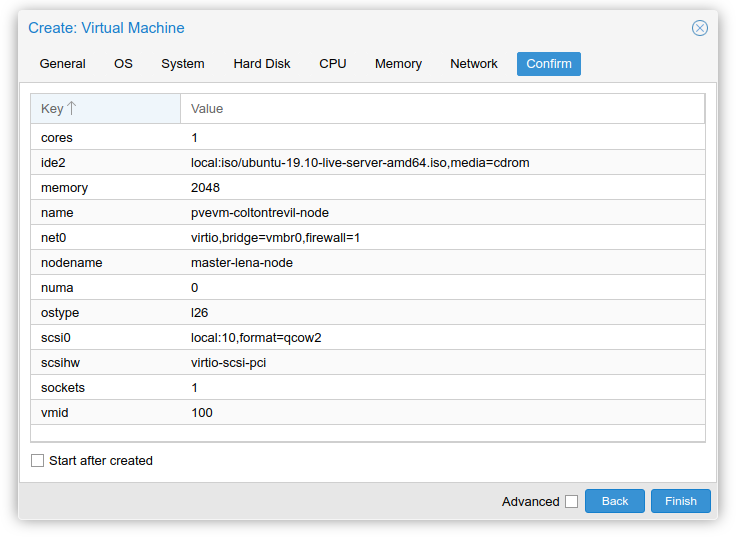 Create: Virtual Machine
General OS System Hard Disk CPU Memory Network Confirm
Key Value
cores 1
ide2 local:iso/ubuntu-19.10-live-server-amd64.iso,media=cdrom
memory 2048
name pvevm-coltontrevil-node
net0 virtio,bridge=vmbr0,firewall=1
nodename master-lena-node
numa 0
ostype l26
scsi0 local:10,format=qcow2
scsihw virtio-scsi-pci
sockets 1
vmid 100
Start after created
Advanced Back Finish